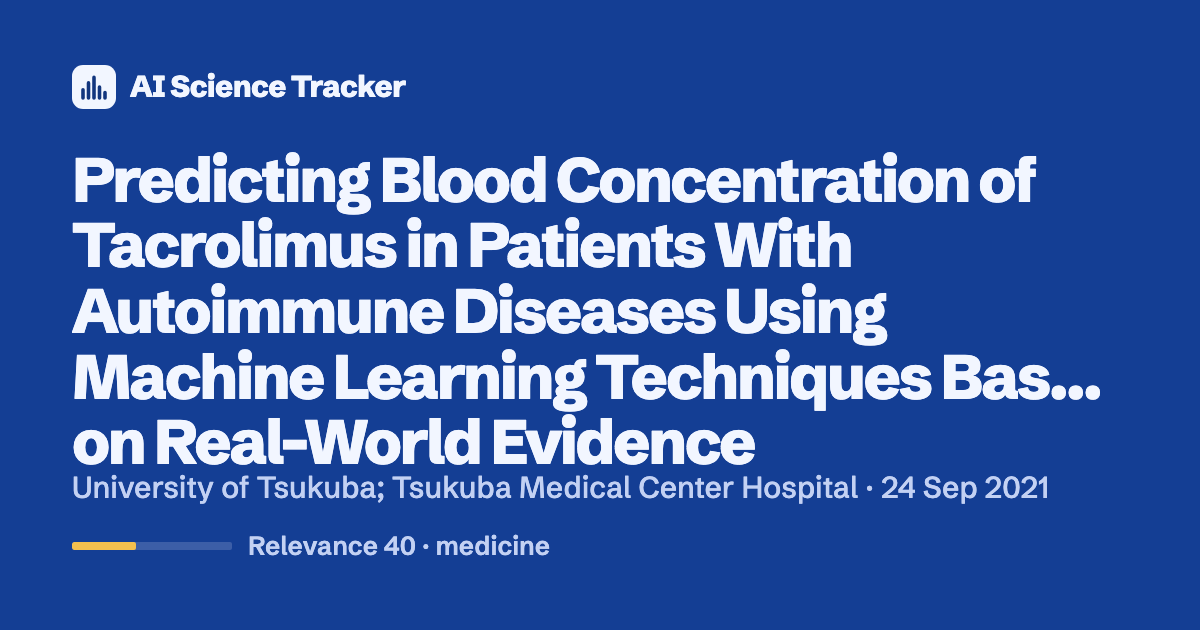 AI Science Tracker
Predicting Blood Concentration of
Tacrolimus in Patients With
Autoimmune Diseases Using
Machine Learning Techniques Bas...
on Real-World Evidence
University of Tsukuba; Tsukuba Medical Center Hospital · 24 Sep 2021
Relevance 40 · medicine